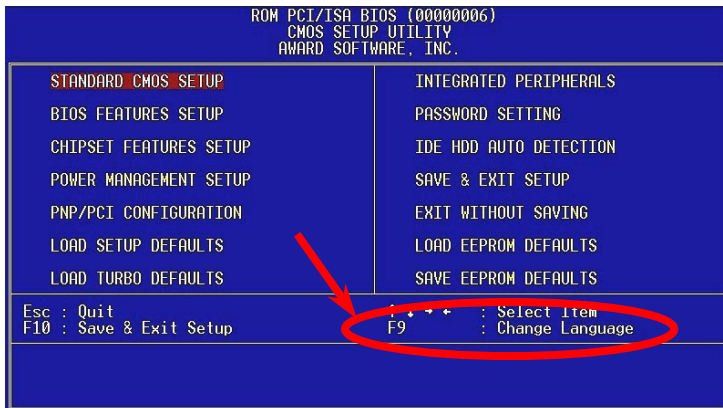 ROM PCI/ISA BIOS (00000006)
CMOS SETUP UTILITY
AWARD SOFTWARE, INC.
STANDARD CMOS SETUP
BIOS FEATURES SETUP
CHIPSET FEATURES SETUP
POWER MANAGEMENT SETUP
PNP/PCI CONFIGURATION
LOAD SETUP DEFAULTS
LOAD TURBO DEFAULTS
INTEGRATED PERIPHERALS
PASSWORD SETTING
IDE HDD AUTO DETECTION
SAVE & EXIT SETUP
EXIT WITHOUT SAVING
LOAD EEPROM DEFAULTS
SAVE EEPROM DEFAULTS
Esc : Quit
F10 : Save & Exit Setup
↑ ↓ → ← : Select Item
F9 : Change Language